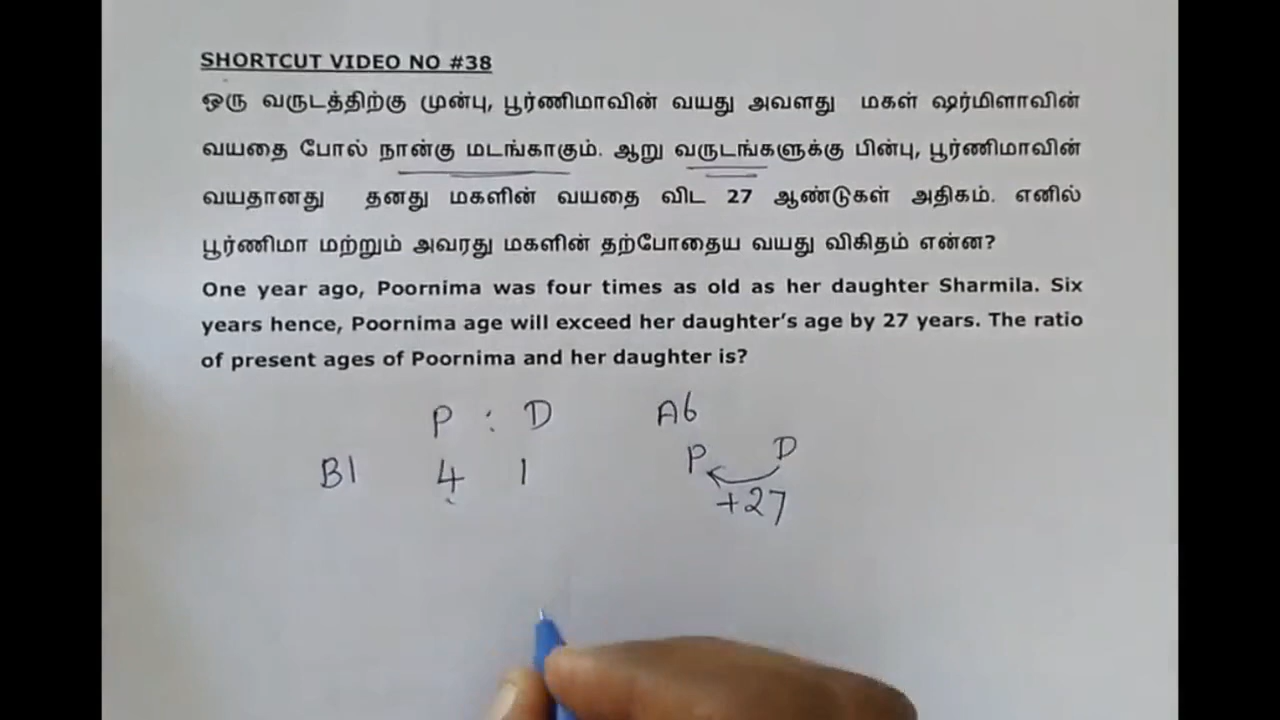 SHORTCUT VIDEO NO #38
ஒரு வருடத்திற்கு முன்பு, பூர்ணிமாவின் வயது அவளது மகள் ஷர்மிளாவின்
வயதை போல் நான்கு மடங்காகும். ஆறு வருடங்களுக்கு பின்பு, பூர்ணிமாவின்
வயதானது தனது மகளின் வயதை விட 27 ஆண்டுகள் அதிகம். எனில்
பூர்ணிமா மற்றும் அவரது மகளின் தற்போதைய வயது விகிதம் என்ன?
One year ago, Poornima was four times as old as her daughter Sharmila. Six
years hence, Poornima age will exceed her daughter's age by 27 years. The ratio
of present ages of Poornima and her daughter is?
P : D A6
P D
B1 4 1
+27